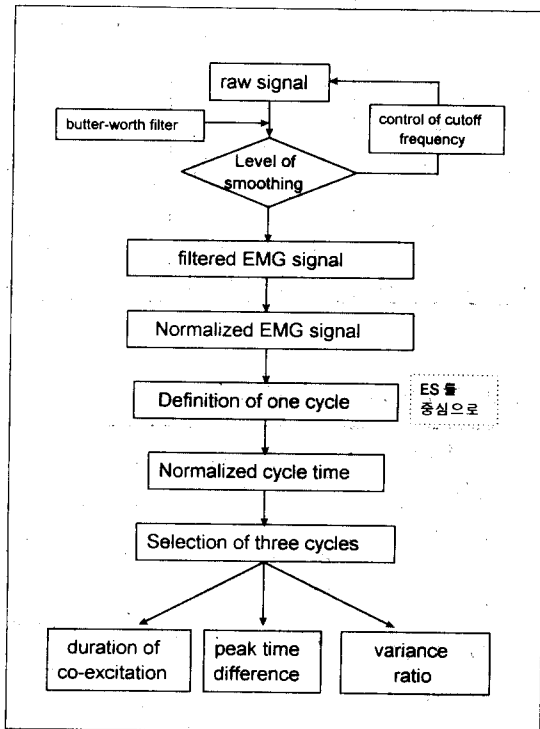 raw signal
butter-worth filter
control of cutoff
frequency
Level of
smoothing
filtered EMG signal
Normalized EMG signal
Definition of one cycle
ES 를
중심으로
Normalized cycle time
Selection of three cycles
duration of
co-excitation
peak time
difference
variance
ratio